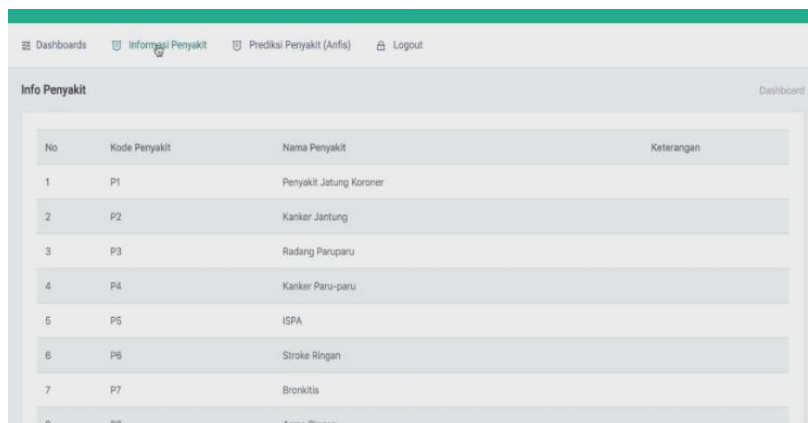 Dashboards Informasi Penyakit Prediksi Penyakit (Anfis) Logout
Info Penyakit Dashboard
No Kode Penyakit Nama Penyakit Keterangan
1 P1 Penyakit Jatung Koroner
2 P2 Kanker Jantung
3 P3 Radang Paruparu
4 P4 Kanker Paru-paru
5 P5 ISPA
6 P6 Stroke Ringan
7 P7 Bronkitis